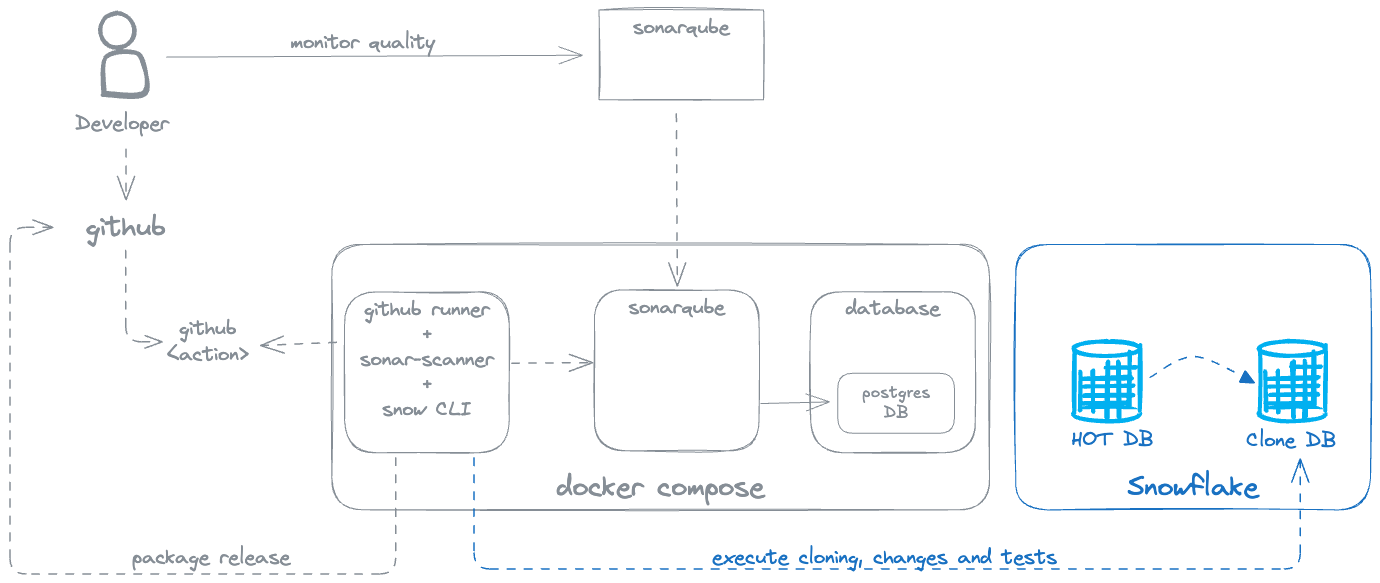 monitor quality
sonarqube
Developer
github
github
<action>
github runner
+
sonar-scanner
+
snow CLI
sonarqube
database
postgres
DB
docker compose
HOT DB
Clone DB
Snowflake
package release
execute cloning, changes and tests